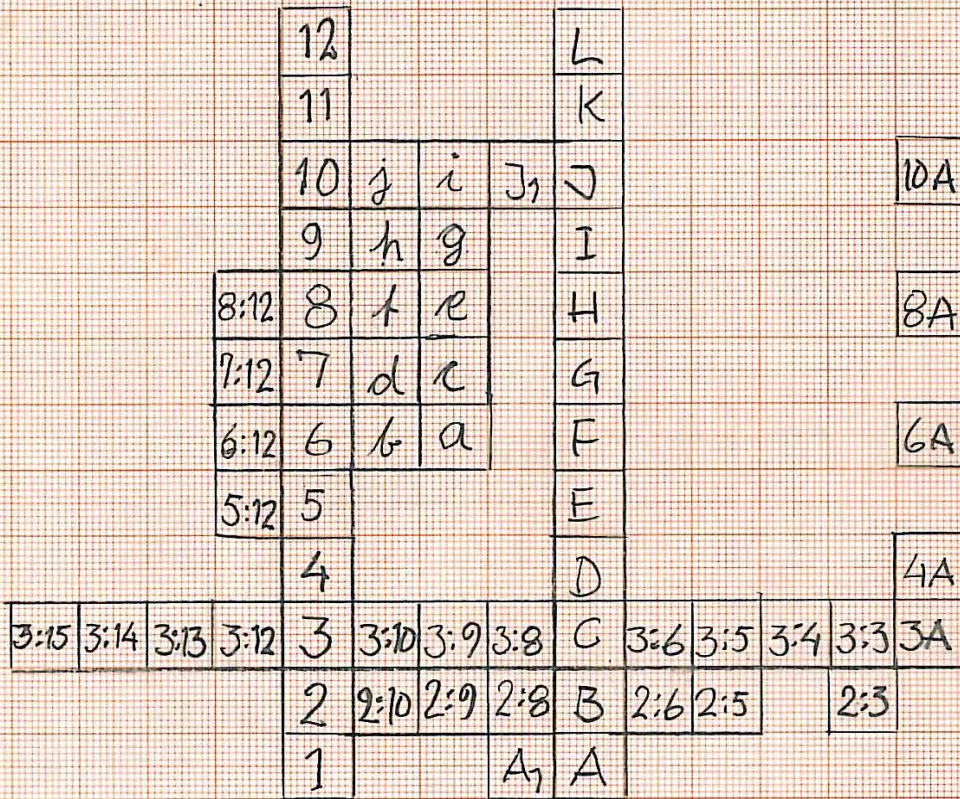 12 L
11 K
10 j i J1 J 10A
9 h g I
8:12 8 f e H 8A
7:12 7 d c G
6:12 6 b a F 6A
5:12 5 E
4 D 4A
3:15 3:14 3:13 3:12 3 3:10 3:9 3:8 C 3:6 3:5 3:4 3:3 3A
2 2:10 2:9 2:8 B 2:6 2:5 2:3
1 A1 A